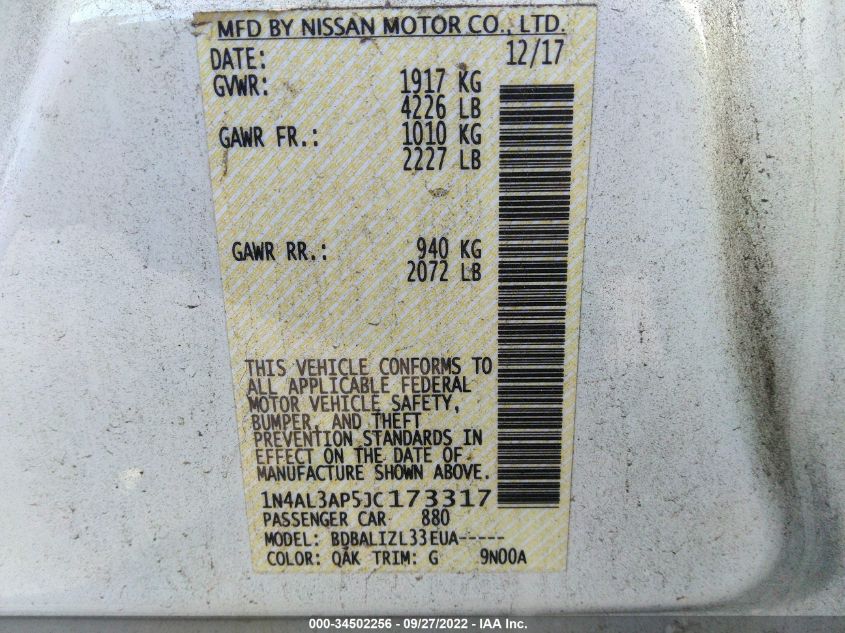 MFD BY NISSAN MOTOR CO., LTD.
DATE: 12/17
GVWR: 1917 KG
4226 LB
GAWR FR.: 1010 KG
2227 LB
GAWR RR.: 940 KG
2072 LB
THIS VEHICLE CONFORMS TO
ALL APPLICABLE FEDERAL
MOTOR VEHICLE SAFETY,
BUMPER, AND THEFT
PREVENTION STANDARDS IN
EFFECT ON THE DATE OF
MANUFACTURE SHOWN ABOVE.
1N4AL3AP5JC173317
PASSENGER CAR 880
MODEL: BDBALIZL33EUA-----
COLOR: QAK TRIM: G 9N00A
000-34502256 - 09/27/2022 - IAA Inc.